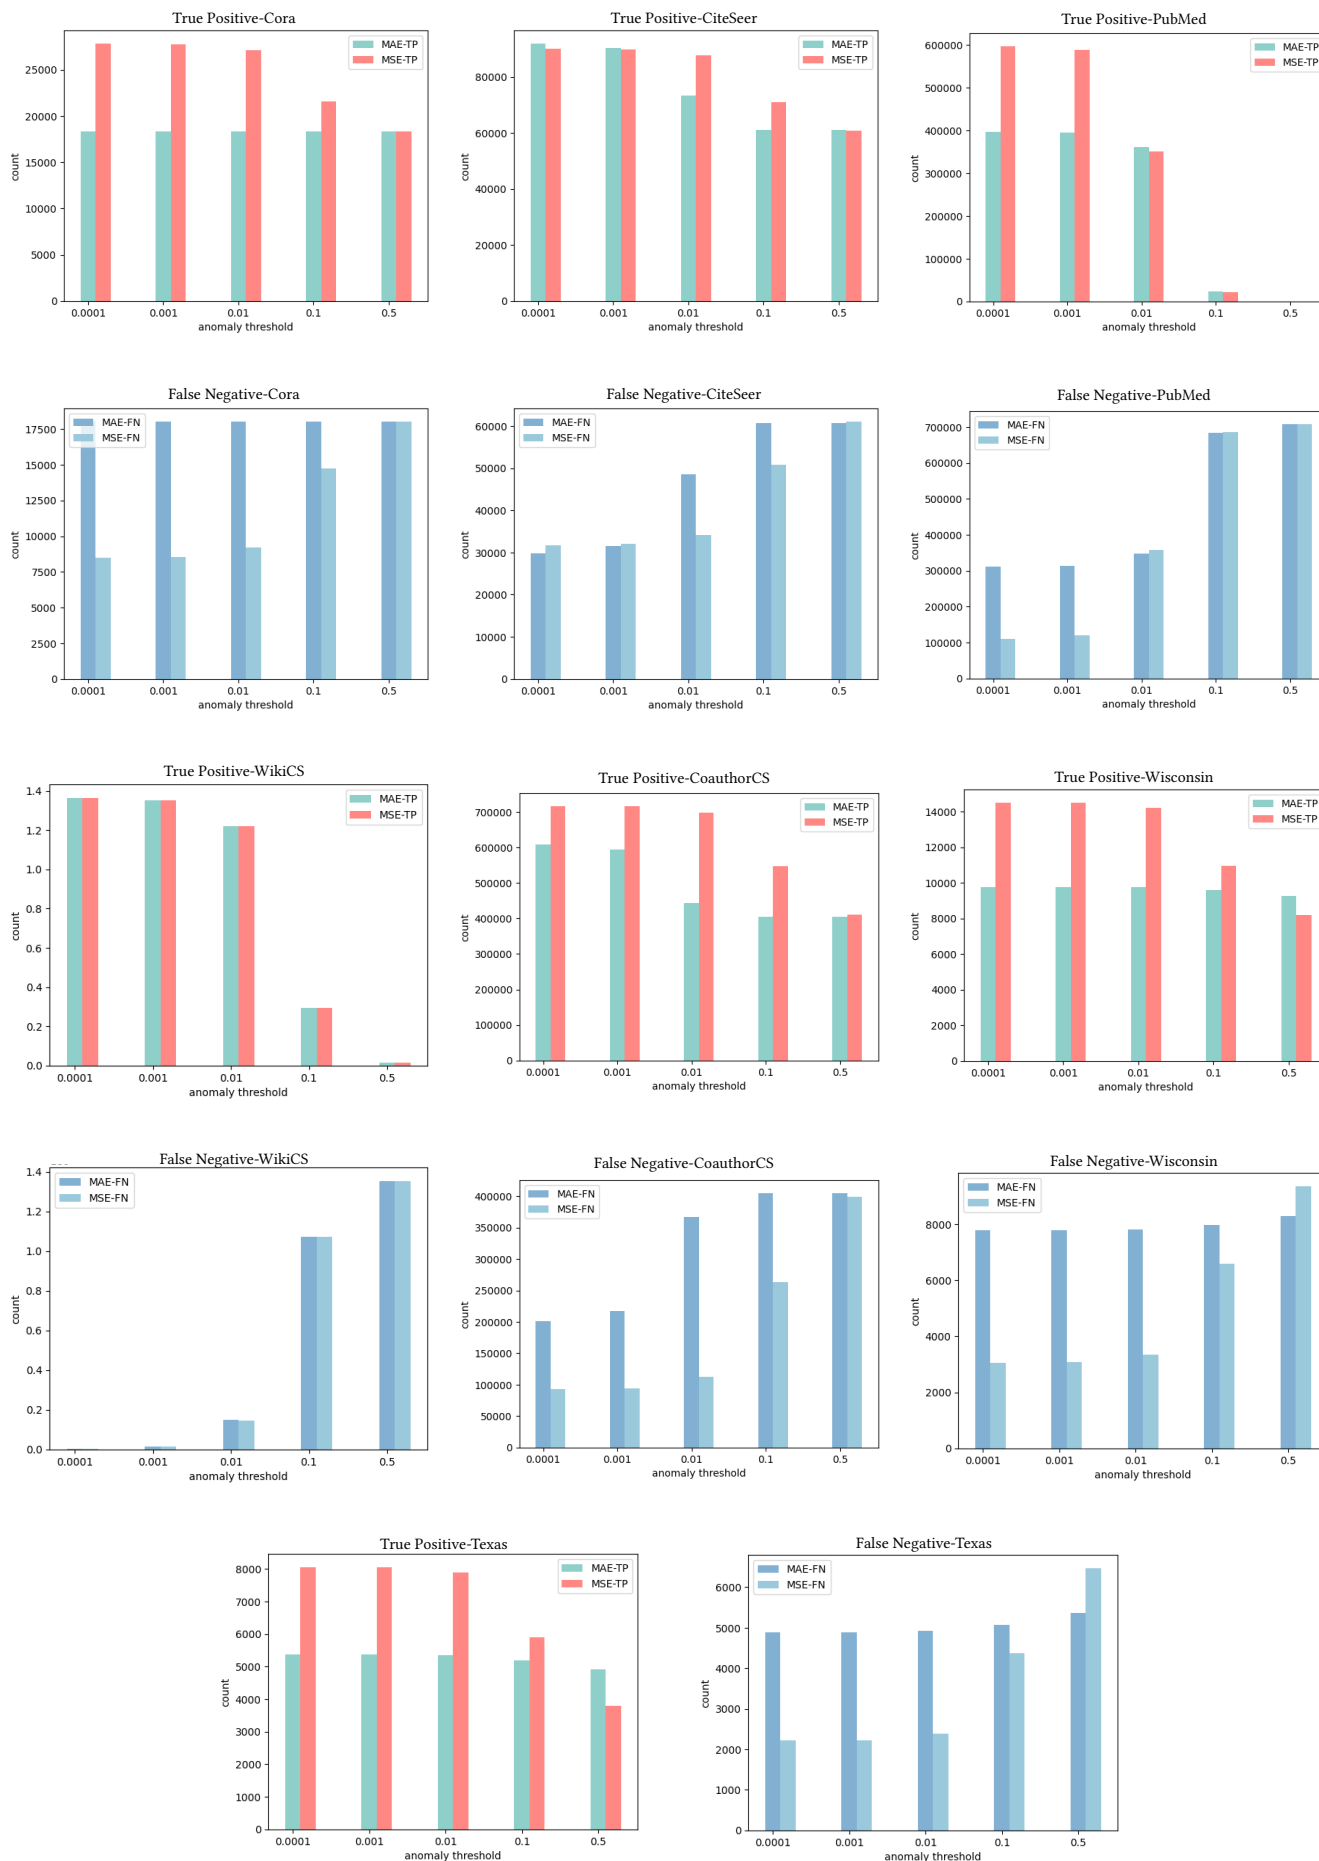 True Positive-Cora
25000
20000
15000
10000
5000
0
count
MAE-TP
MSE-TP
0.0001 0.001 0.01 0.1 0.5
anomaly threshold
True Positive-CiteSeer
80000
60000
40000
20000
0
count
MAE-TP
MSE-TP
0.0001 0.001 0.01 0.1 0.5
anomaly threshold
True Positive-PubMed
600000
500000
400000
300000
200000
100000
0
count
MAE-TP
MSE-TP
0.0001 0.001 0.01 0.1 0.5
anomaly threshold
False Negative-Cora
17500
15000
12500
10000
7500
5000
2500
0
count
MAE-FN
MSE-FN
0.0001 0.001 0.01 0.1 0.5
anomaly threshold
False Negative-CiteSeer
60000
50000
40000
30000
20000
10000
0
count
MAE-FN
MSE-FN
0.0001 0.001 0.01 0.1 0.5
anomaly threshold
False Negative-PubMed
700000
600000
500000
400000
300000
200000
100000
0
count
MAE-FN
MSE-FN
0.0001 0.001 0.01 0.1 0.5
anomaly threshold
True Positive-WikiCS
1.4
1.2
1.0
0.8
0.6
0.4
0.2
0.0
count
MAE-TP
MSE-TP
0.0001 0.001 0.01 0.1 0.5
anomaly threshold
True Positive-CoauthorCS
700000
600000
500000
400000
300000
200000
100000
0
count
MAE-TP
MSE-TP
0.0001 0.001 0.01 0.1 0.5
anomaly threshold
True Positive-Wisconsin
14000
12000
10000
8000
6000
4000
2000
0
count
MAE-TP
MSE-TP
0.0001 0.001 0.01 0.1 0.5
anomaly threshold
False Negative-WikiCS
1.4
1.2
1.0
0.8
0.6
0.4
0.2
0.0
count
MAE-FN
MSE-FN
0.0001 0.001 0.01 0.1 0.5
anomaly threshold
False Negative-CoauthorCS
400000
350000
300000
250000
200000
150000
100000
50000
0
count
MAE-FN
MSE-FN
0.0001 0.001 0.01 0.1 0.5
anomaly threshold
False Negative-Wisconsin
8000
6000
4000
2000
0
count
MAE-FN
MSE-FN
0.0001 0.001 0.01 0.1 0.5
anomaly threshold
True Positive-Texas
8000
7000
6000
5000
4000
3000
2000
1000
0
count
MAE-TP
MSE-TP
0.0001 0.001 0.01 0.1 0.5
anomaly threshold
False Negative-Texas
6000
5000
4000
3000
2000
1000
0
count
MAE-FN
MSE-FN
0.0001 0.001 0.01 0.1 0.5
anomaly threshold